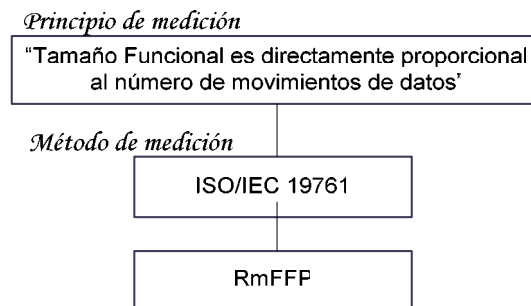 Principio de medición
"Tamaño Funcional es directamente proporcional
al número de movimientos de datos'
Método de medición
ISO/IEC 19761
RmFFP